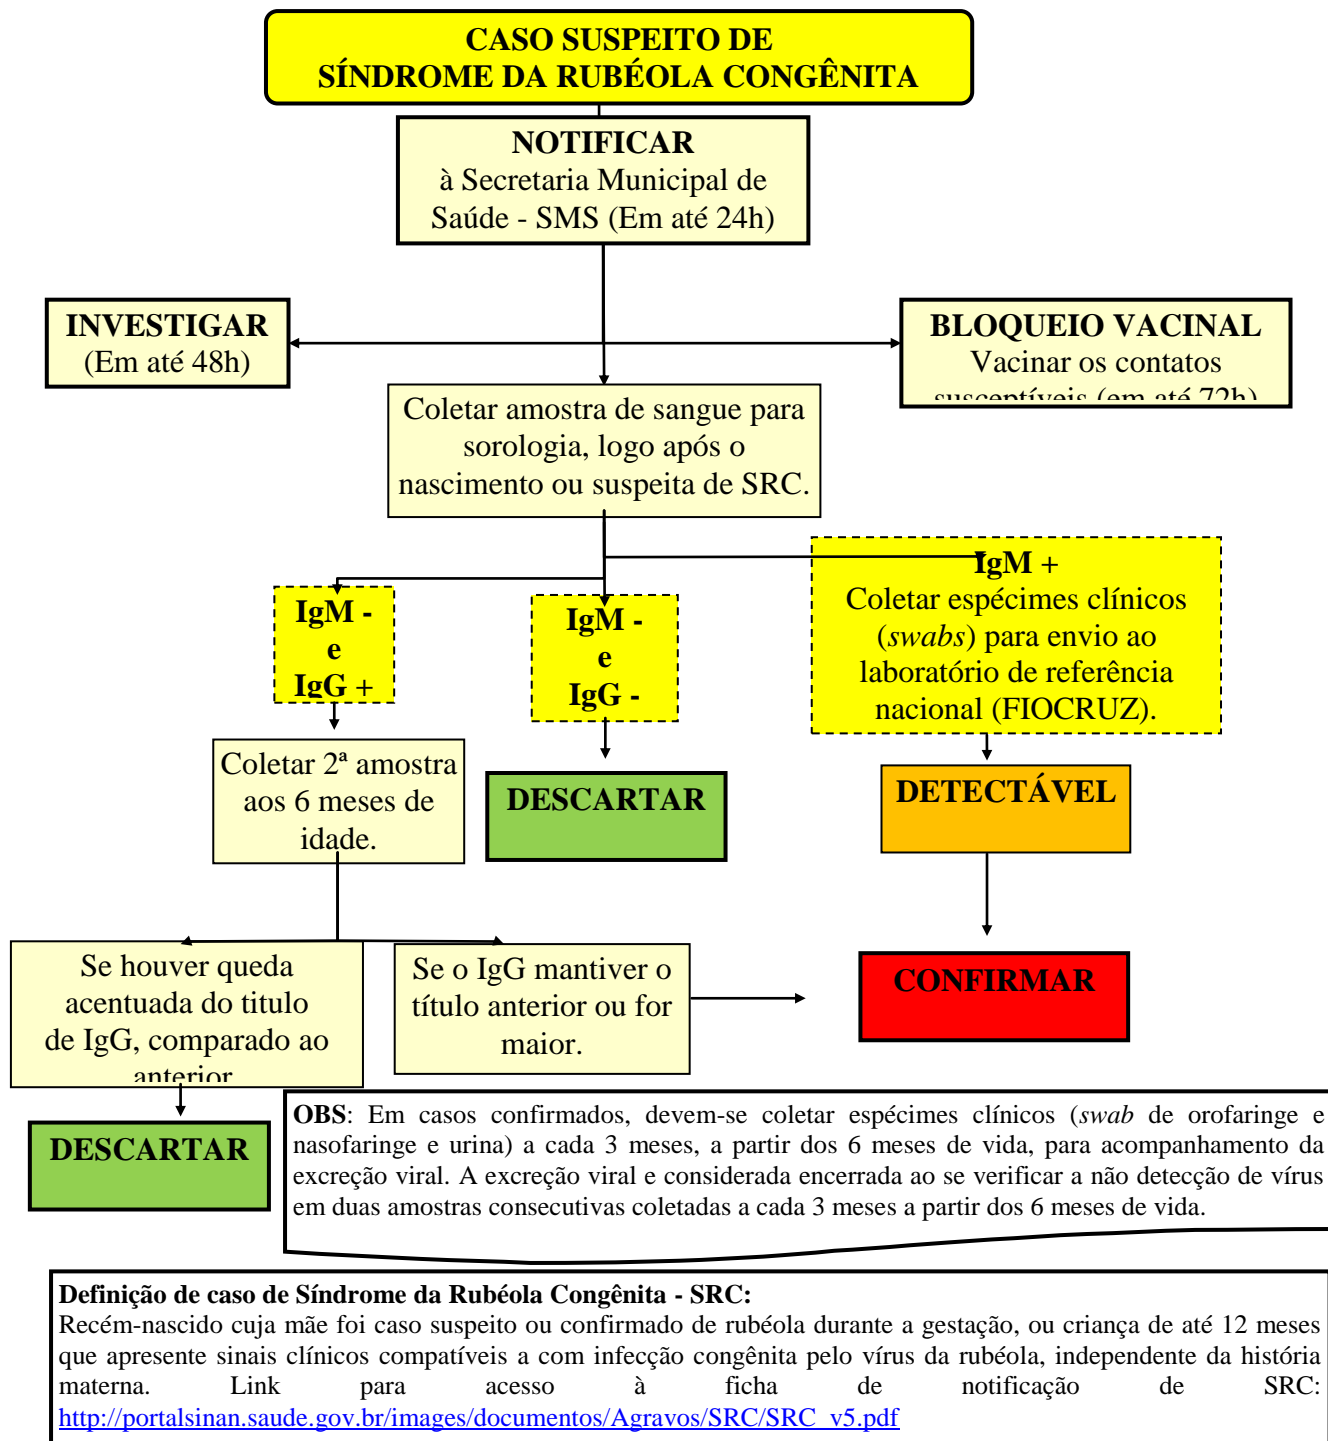 CASO SUSPEITO DE
SÍNDROME DA RUBÉOLA CONGÊNITA
NOTIFICAR
à Secretaria Municipal de
Saúde - SMS (Em até 24h)
INVESTIGAR
(Em até 48h)
BLOQUEIO VACINAL
Vacinar os contatos
susceptíveis (em até 72h)
Coletar amostra de sangue para
sorologia, logo após o
nascimento ou suspeita de SRC.
IgM -
e
IgG +
IgM -
e
IgG -
IgM +
Coletar espécimes clínicos
(swabs) para envio ao
laboratório de referência
nacional (FIOCRUZ).
Coletar 2ª amostra
aos 6 meses de
idade.
DESCARTAR
DETECTÁVEL
Se houver queda
acentuada do titulo
de IgG, comparado ao
anterior
Se o IgG mantiver o
título anterior ou for
maior.
CONFIRMAR
DESCARTAR
OBS: Em casos confirmados, devem-se coletar espécimes clínicos (swab de orofaringe e
nasofaringe e urina) a cada 3 meses, a partir dos 6 meses de vida, para acompanhamento da
excreção viral. A excreção viral e considerada encerrada ao se verificar a não detecção de vírus
em duas amostras consecutivas coletadas a cada 3 meses a partir dos 6 meses de vida.
Definição de caso de Síndrome da Rubéola Congênita - SRC:
Recém-nascido cuja mãe foi caso suspeito ou confirmado de rubéola durante a gestação, ou criança de até 12 meses
que apresente sinais clínicos compatíveis a com infecção congênita pelo vírus da rubéola, independente da história
materna. Link para acesso à ficha de notificação de SRC:
http://portalsinan.saude.gov.br/images/documentos/Agravos/SRC/SRC_v5.pdf